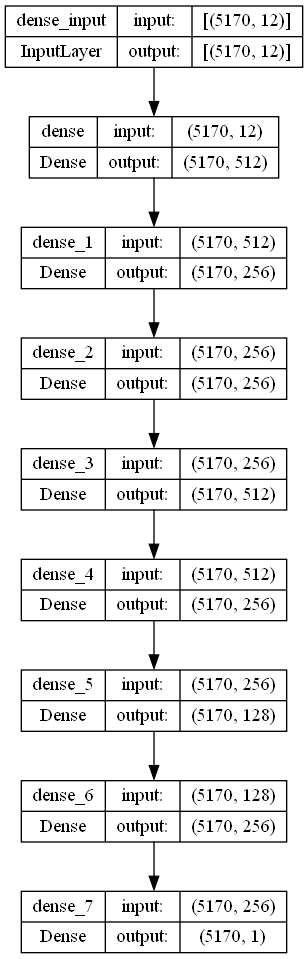 dense_input input: [(5170, 12)]
InputLayer output: [(5170, 12)]
dense input: (5170, 12)
Dense output: (5170, 512)
dense_1 input: (5170, 512)
Dense output: (5170, 256)
dense_2 input: (5170, 256)
Dense output: (5170, 256)
dense_3 input: (5170, 256)
Dense output: (5170, 512)
dense_4 input: (5170, 512)
Dense output: (5170, 256)
dense_5 input: (5170, 256)
Dense output: (5170, 128)
dense_6 input: (5170, 128)
Dense output: (5170, 256)
dense_7 input: (5170, 256)
Dense output: (5170, 1)